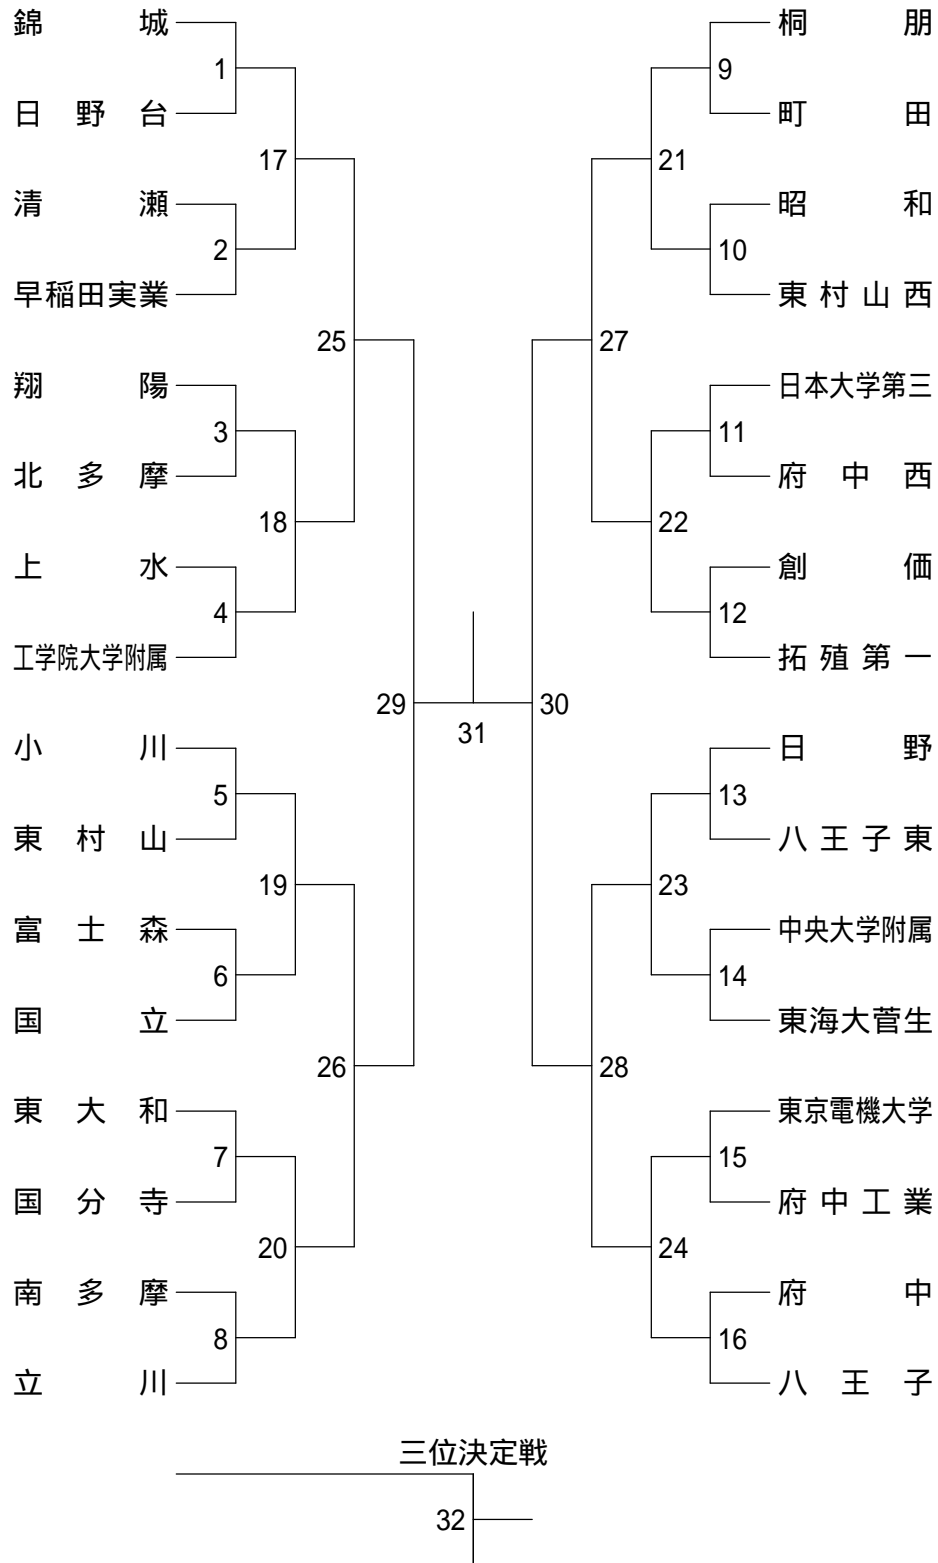 錦城
1
日野台
17
清瀬
2
早稲田実業
25
翔陽
3
北多摩
18
上水
4
工学院大学附属
29
小川
5
東村山
19
富士森
6
国立
26
東大和
7
国分寺
20
南多摩
8
立川
31
桐朋
9
町田
21
昭和
10
東村山西
27
日本大学第三
11
府中西
22
創価
12
拓殖第一
30
日野
13
八王子東
23
中央大学附属
14
東海大菅生
28
東京電機大学
15
府中工業
24
府中
16
八王子
三位決定戦
32